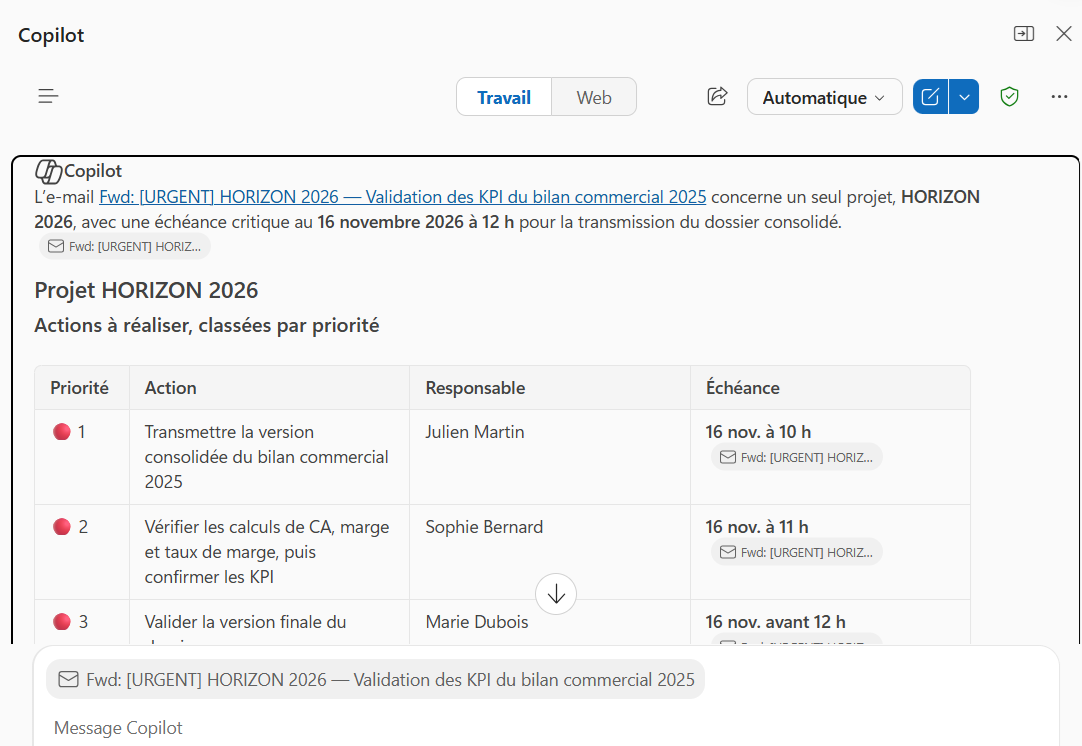 Copilot
Travail
Web
Automatique
Copilot
L'e-mail Fwd: [URGENT] HORIZON 2026 — Validation des KPI du bilan commercial 2025 concerne un seul projet, HORIZON
2026, avec une échéance critique au 16 novembre 2026 à 12 h pour la transmission du dossier consolidé.
Fwd: [URGENT] HORIZ...
Projet HORIZON 2026
Actions à réaliser, classées par priorité
Priorité Action Responsable Échéance
1 Transmettre la version Julien Martin 16 nov. à 10 h
consolidée du bilan commercial Fwd: [URGENT] HORIZ...
2025
2 Vérifier les calculs de CA, marge Sophie Bernard 16 nov. à 11 h
et taux de marge, puis Fwd: [URGENT] HORIZ...
confirmer les KPI
3 Valider la version finale du Marie Dubois 16 nov. avant 12 h
Fwd: [URGENT] HORIZON 2026 — Validation des KPI du bilan commercial 2025
Message Copilot